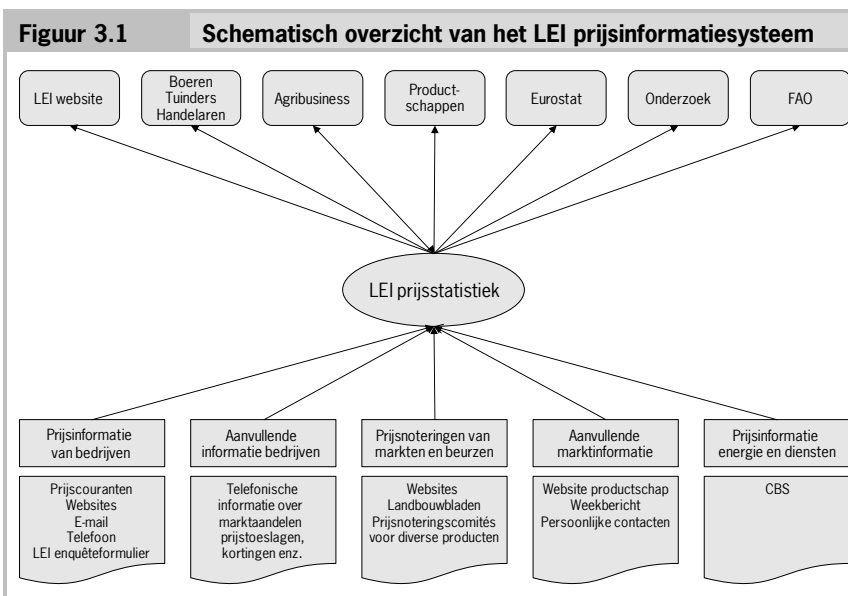 Figuur 3.1 Schematisch overzicht van het LEI prijsinformatiesysteem
LEI website
Boeren
Tuinders
Handelaren
Agribusiness
Product-
schappen
Eurostat
Onderzoek
FAO
LEI prijsstatistiek
Prijsinformatie
van bedrijven
Aanvullende
informatie bedrijven
Prijsnoteringen van
markten en beurzen
Aanvullende
marktinformatie
Prijsinformatie
energie en diensten
Prijscouranten
Websites
E-mail
Telefoon
LEI enquêteformulier
Telefonische
informatie over
marktaandelen
prijstoeslagen,
kortingen enz.
Websites
Landbouwbladen
Prijsnoteringscomités
voor diverse producten
Website productschap
Weekbericht
Persoonlijke contacten
CBS